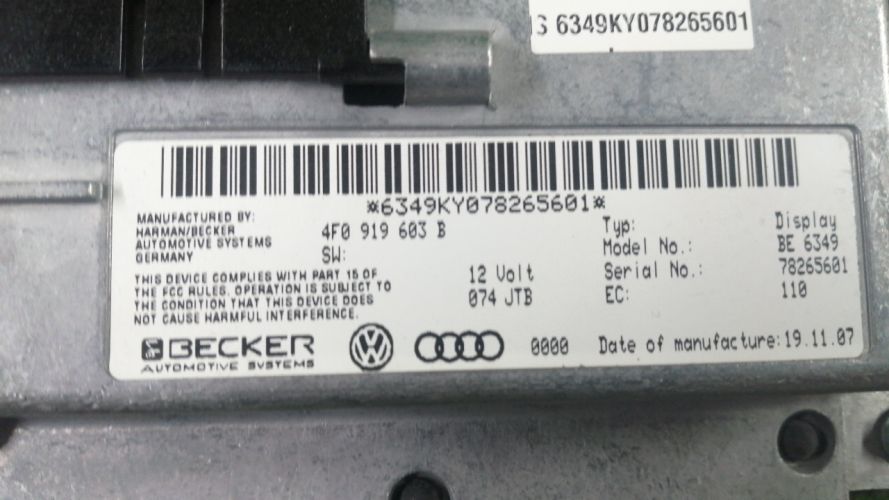 S 6349KY078265601
*6349KY078265601*
MANUFACTURED BY:
HARMAN/BECKER
AUTOMOTIVE SYSTEMS
GERMANY
4F0 919 603 B
SW:
Typ: Display
Model No.: BE 6349
Serial No.: 78265601
EC: 110
12 Volt
074 JTB
THIS DEVICE COMPLIES WITH PART 15 OF
THE FCC RULES. OPERATION IS SUBJECT TO
THE CONDITION THAT THIS DEVICE DOES
NOT CAUSE HARMFUL INTERFERENCE.
BECKER
AUTOMOTIVE SYSTEMS
VW
0000
Date of manufacture: 19.11.07